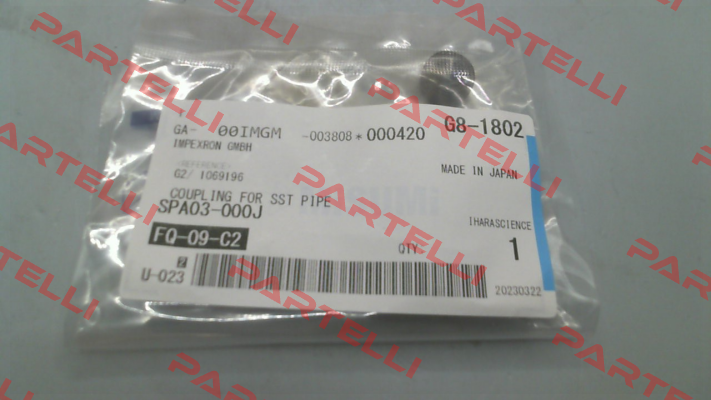 GA- 00IMGM -003808 * 000420 G8-1802
IMPEXRON GMBH
<REFERENCE>
G2/ 1069196
MADE IN JAPAN
COUPLING FOR SST PIPE
SPA03-000J
IHARASCIENCE
FQ-09-C2
QTY 1
U-023
20230322
PARTELLI
PARTELLI
PARTELLI
PARTELLI
PARTELLI
PARTELLI
PARTELLI